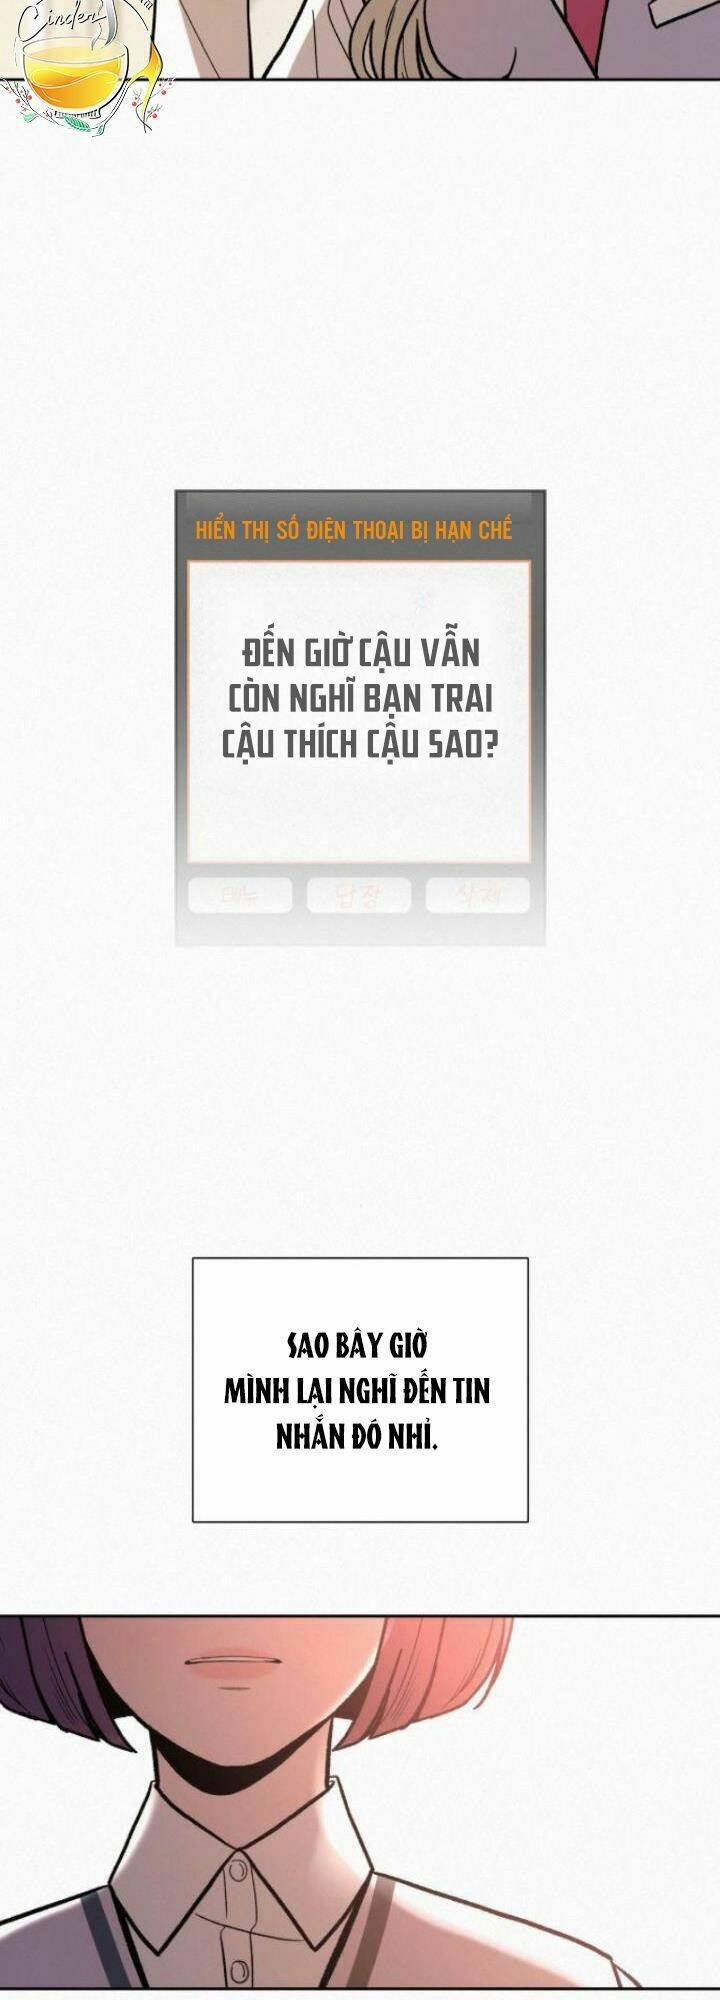 Cinder
HIỂN THỊ SỐ ĐIỆN THOẠI BỊ HẠN CHẾ
ĐẾN GIỜ CẬU VẪN
CÒN NGHĨ BẠN TRAI
CẬU THÍCH CẬU SAO?
메뉴 답장 삭제
SAO BÂY GIỜ
MÌNH LẠI NGHĨ ĐẾN TIN
NHẮN ĐÓ NHỈ.